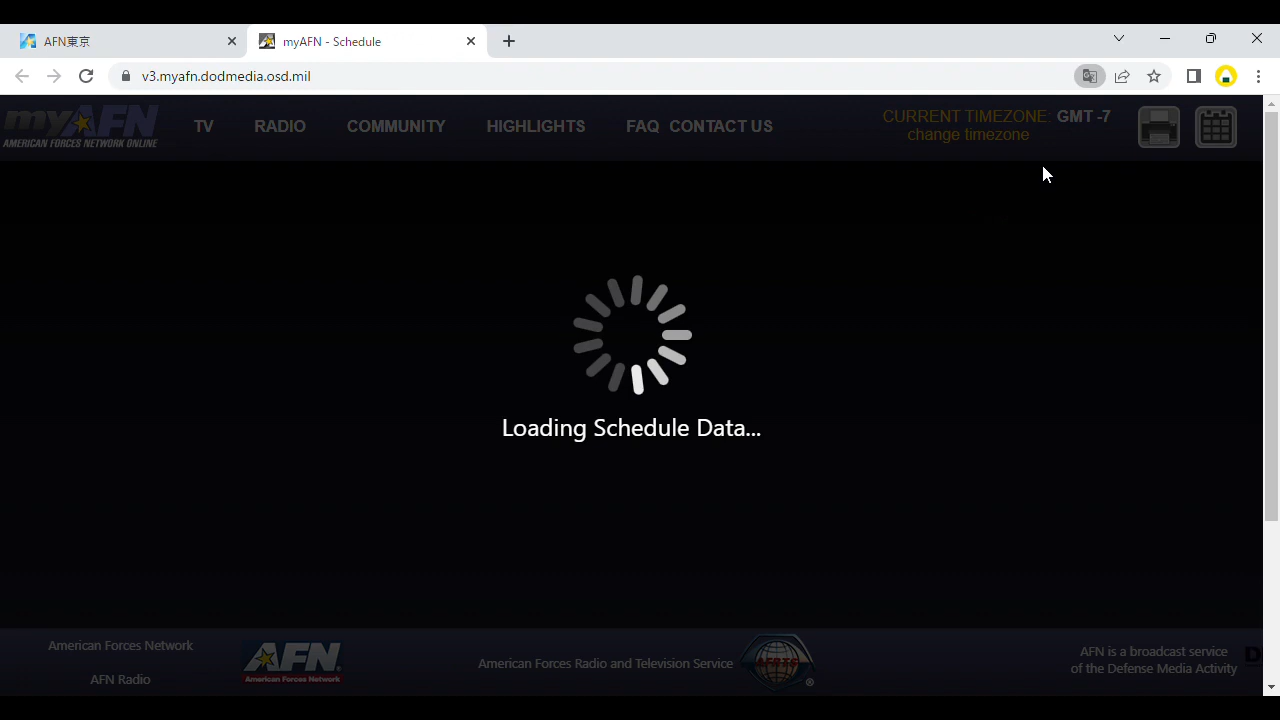 AFN東京
myAFN - Schedule
v3.myafn.dodmedia.osd.mil
myAFN
AMERICAN FORCES NETWORK ONLINE
TV
RADIO
COMMUNITY
HIGHLIGHTS
FAQ
CONTACT US
CURRENT TIMEZONE: GMT -7
change timezone
Loading Schedule Data...
American Forces Network
AFN Radio
AFN
American Forces Network
American Forces Radio and Television Service
AFRTS
®
AFN is a broadcast service
of the Defense Media Activity
D